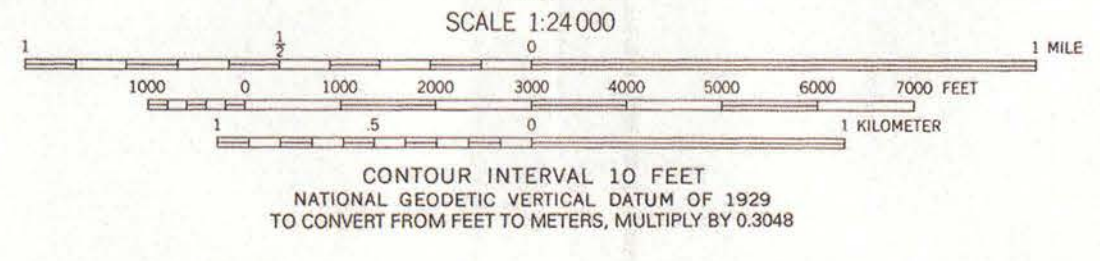 SCALE 1:24 000
1 ½ 0 1 MILE
1000 0 1000 2000 3000 4000 5000 6000 7000 FEET
1 .5 0 1 KILOMETER
CONTOUR INTERVAL 10 FEET
NATIONAL GEODETIC VERTICAL DATUM OF 1929
TO CONVERT FROM FEET TO METERS, MULTIPLY BY 0.3048